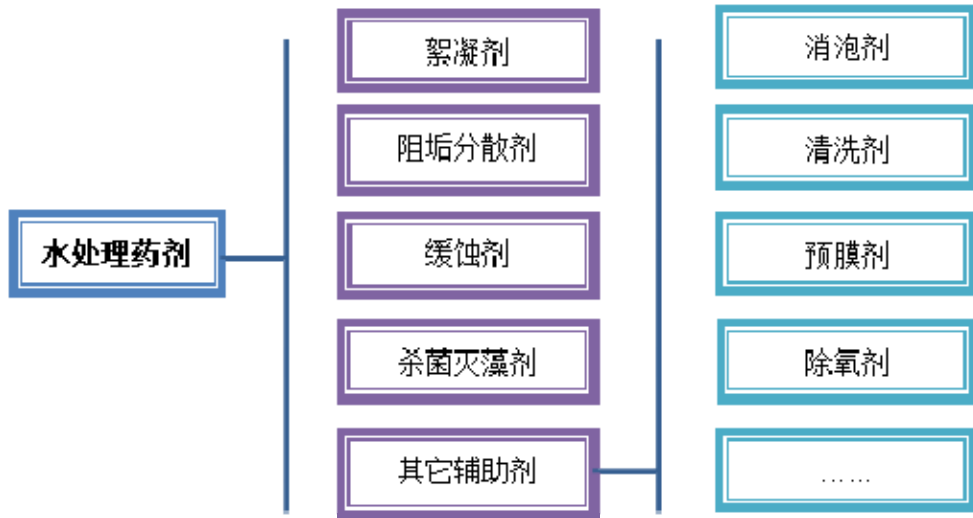 水处理药剂
絮凝剂
阻垢分散剂
缓蚀剂
杀菌灭藻剂
其它辅助剂
消泡剂
清洗剂
预膜剂
除氧剂
……